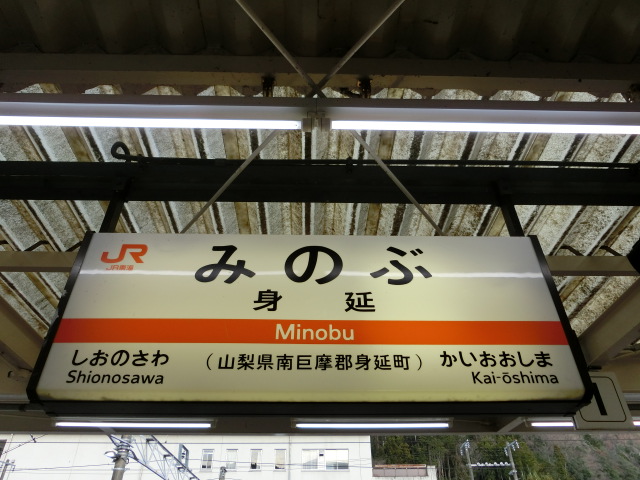 JR
JR東海
みのぶ
身延
Minobu
しおのさわ
Shionosawa
（山梨県南巨摩郡身延町）
かいおおしま
Kai-ōshima
1